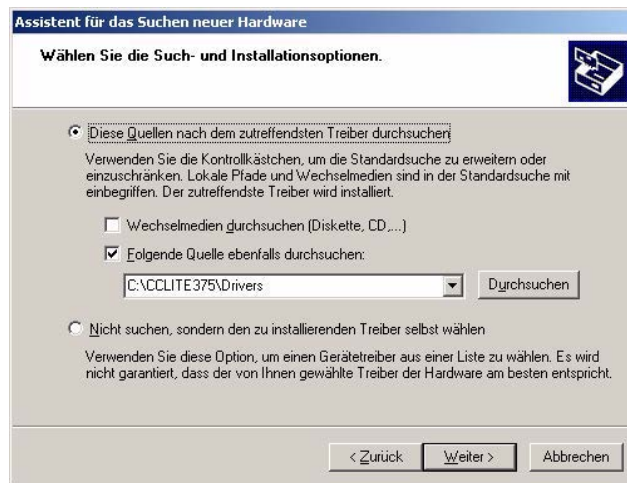 Assistent für das Suchen neuer Hardware
Wählen Sie die Such- und Installationsoptionen.
Diese Quellen nach dem zutreffendsten Treiber durchsuchen
Verwenden Sie die Kontrollkästchen, um die Standardsuche zu erweitern oder
einzuschränken. Lokale Pfade und Wechselmedien sind in der Standardsuche mit
einbegriffen. Der zutreffendste Treiber wird installiert.
Wechselmedien durchsuchen (Diskette, CD,...)
Folgende Quelle ebenfalls durchsuchen:
C:\CCLITE375\Drivers
Durchsuchen
Nicht suchen, sondern den zu installierenden Treiber selbst wählen
Verwenden Sie diese Option, um einen Gerätetreiber aus einer Liste zu wählen. Es wird
nicht garantiert, dass der von Ihnen gewählte Treiber der Hardware am besten entspricht.
< Zurück Weiter > Abbrechen